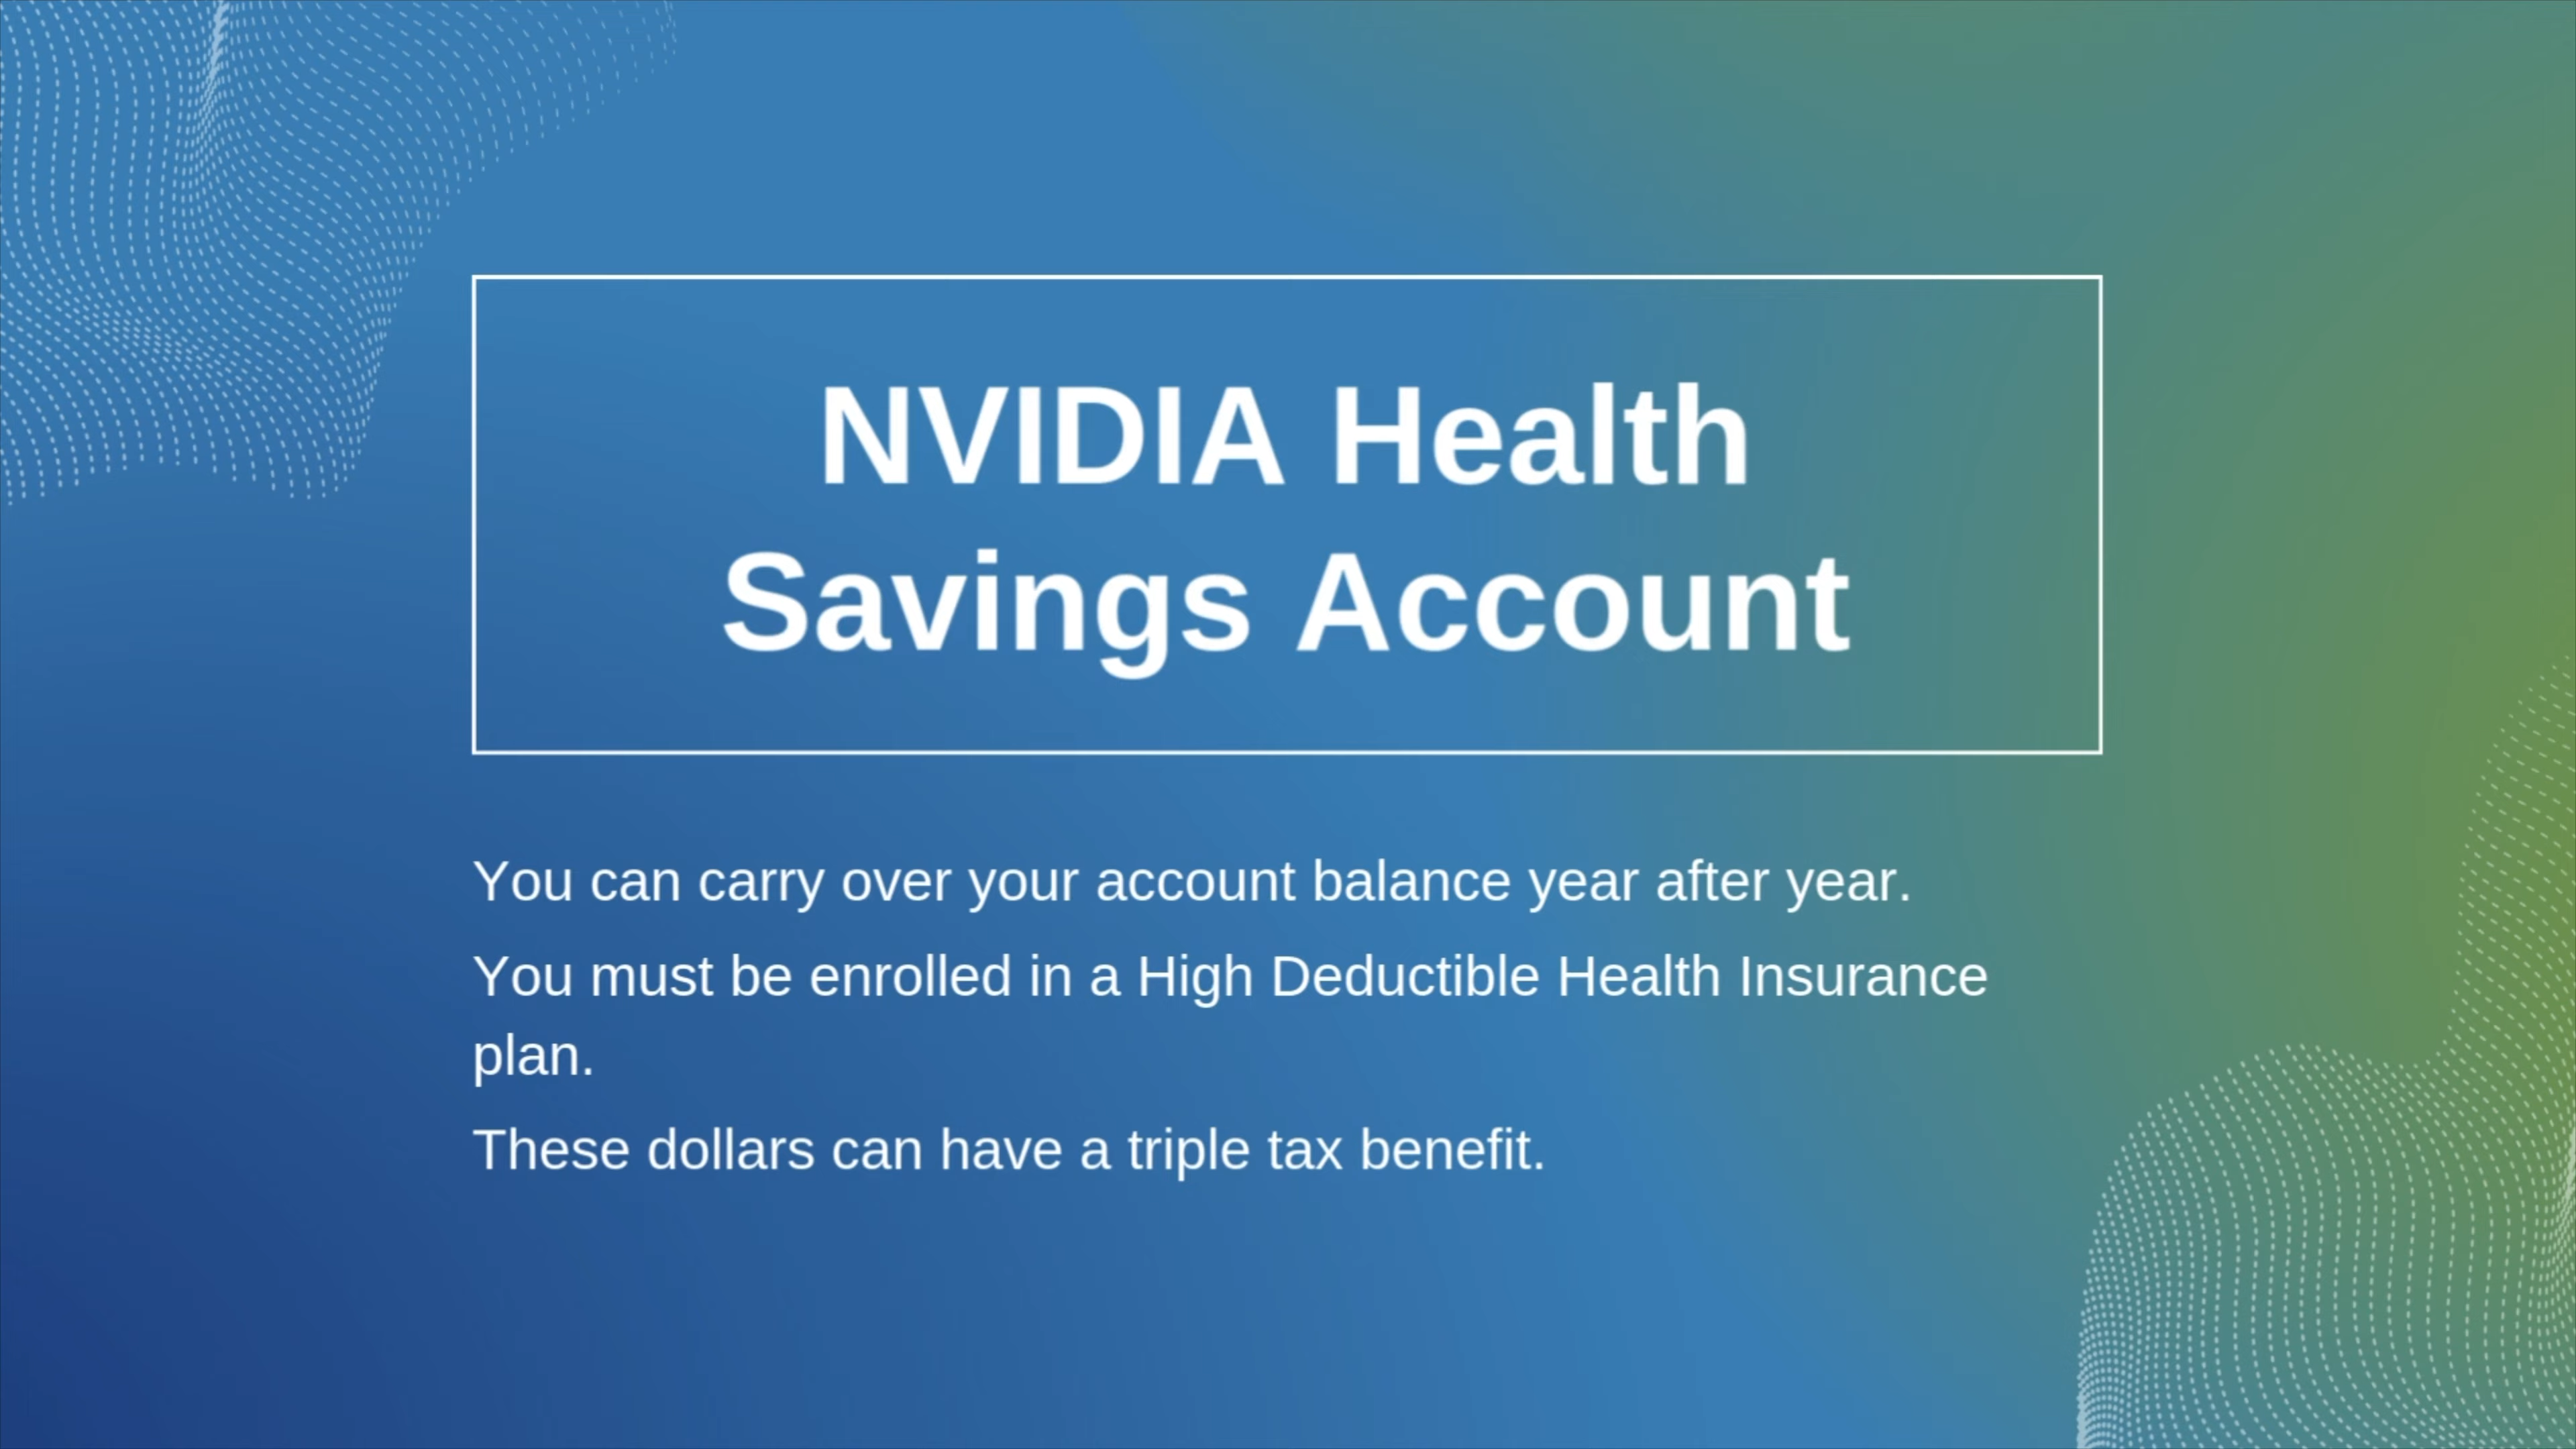 NVIDIA Health
Savings Account
You can carry over your account balance year after year.
You must be enrolled in a High Deductible Health Insurance
plan.
These dollars can have a triple tax benefit.